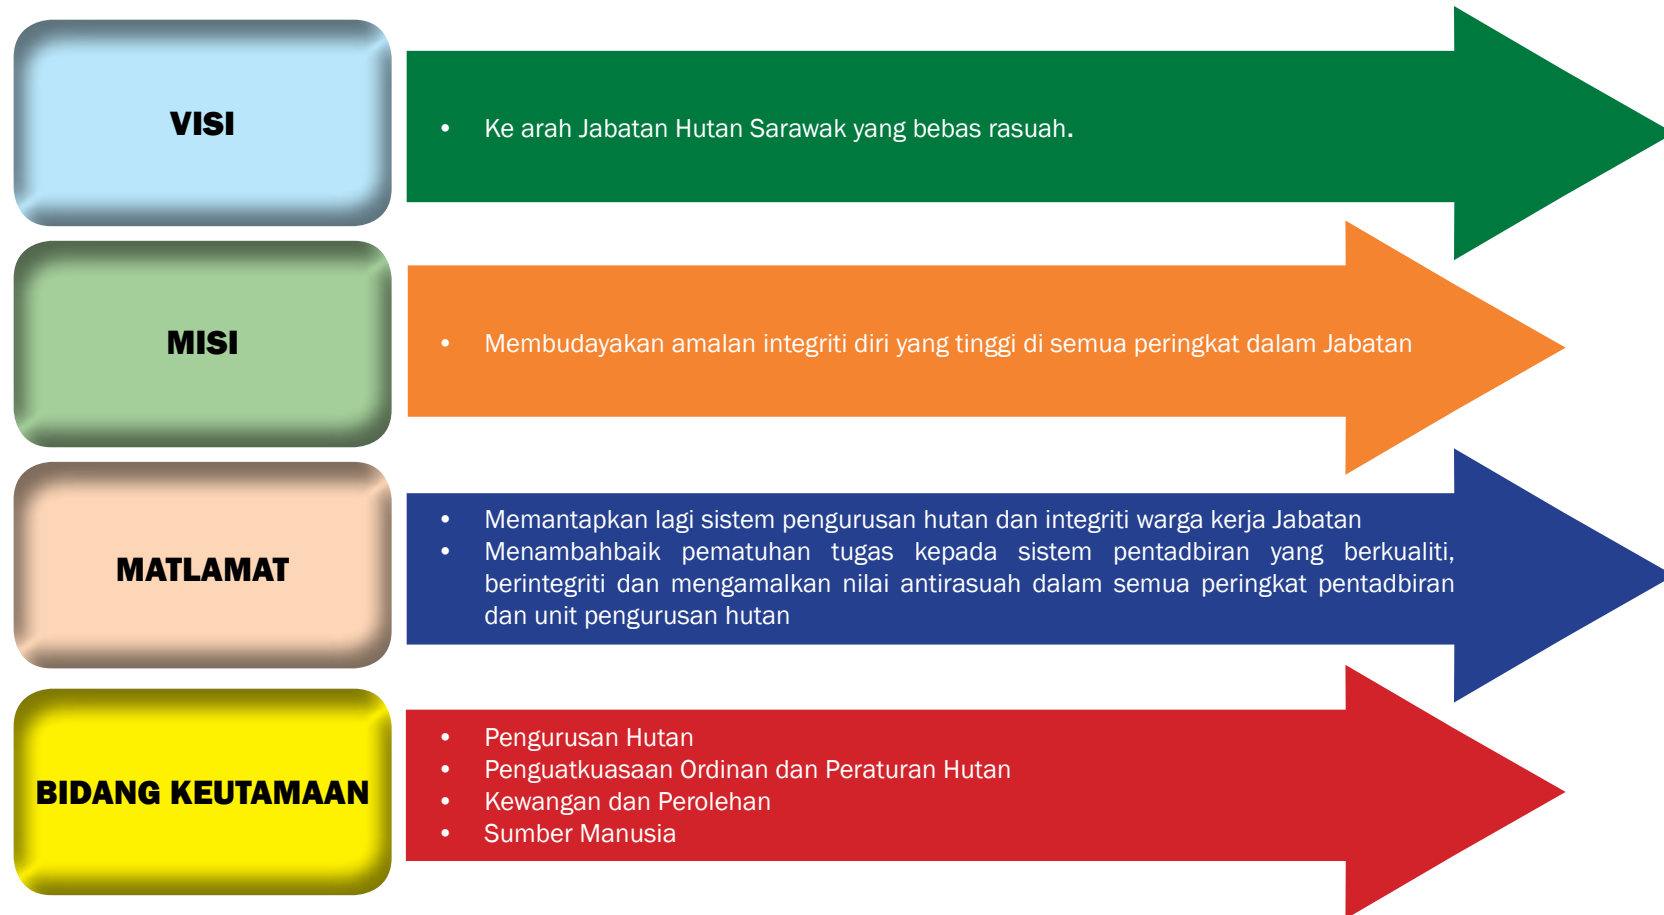 VISI
• Ke arah Jabatan Hutan Sarawak yang bebas rasuah.
MISI
• Membudayakan amalan integriti diri yang tinggi di semua peringkat dalam Jabatan
MATLAMAT
• Memantapkan lagi sistem pengurusan hutan dan integriti warga kerja Jabatan
• Menambahbaik pematuhan tugas kepada sistem pentadbiran yang berkualiti,
berintegriti dan mengamalkan nilai antirasuah dalam semua peringkat pentadbiran
dan unit pengurusan hutan
BIDANG KEUTAMAAN
• Pengurusan Hutan
• Penguatkuasaan Ordinan dan Peraturan Hutan
• Kewangan dan Perolehan
• Sumber Manusia